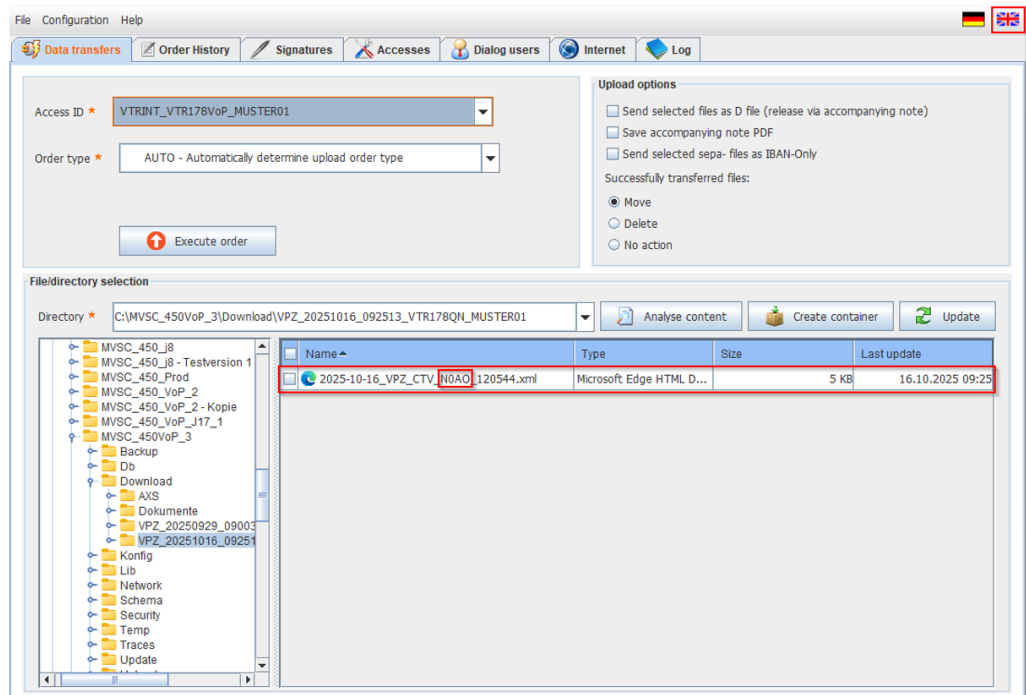 File Configuration Help
Data transfers Order History Signatures Accesses Dialog users Internet Log
Access ID * VTRINT_VTR178VoP_MUSTER01
Order type * AUTO - Automatically determine upload order type
Execute order
Upload options
Send selected files as D file (release via accompanying note)
Save accompanying note PDF
Send selected sepa- files as IBAN-Only
Successfully transferred files:
Move
Delete
No action
File/directory selection
Directory * C:\MVSC_450VoP_3\Download\VPZ_20251016_092513_VTR178QN_MUSTER01 Analyse content Create container Update
MVSC_450_j8
MVSC_450_j8 - Testversion 1
MVSC_450_Prod
MVSC_450_VoP_2
MVSC_450_VoP_2 - Kopie
MVSC_450_VoP_J17_1
MVSC_450VoP_3
Backup
Db
Download
AXS
Dokumente
VPZ_20250929_09003
VPZ_20251016_09251
Konfig
Lib
Network
Schema
Security
Temp
Traces
Update
Name Type Size Last update
2025-10-16_VPZ_CTV_N0AO_120544.xml Microsoft Edge HTML D... 5 KB 16.10.2025 09:25